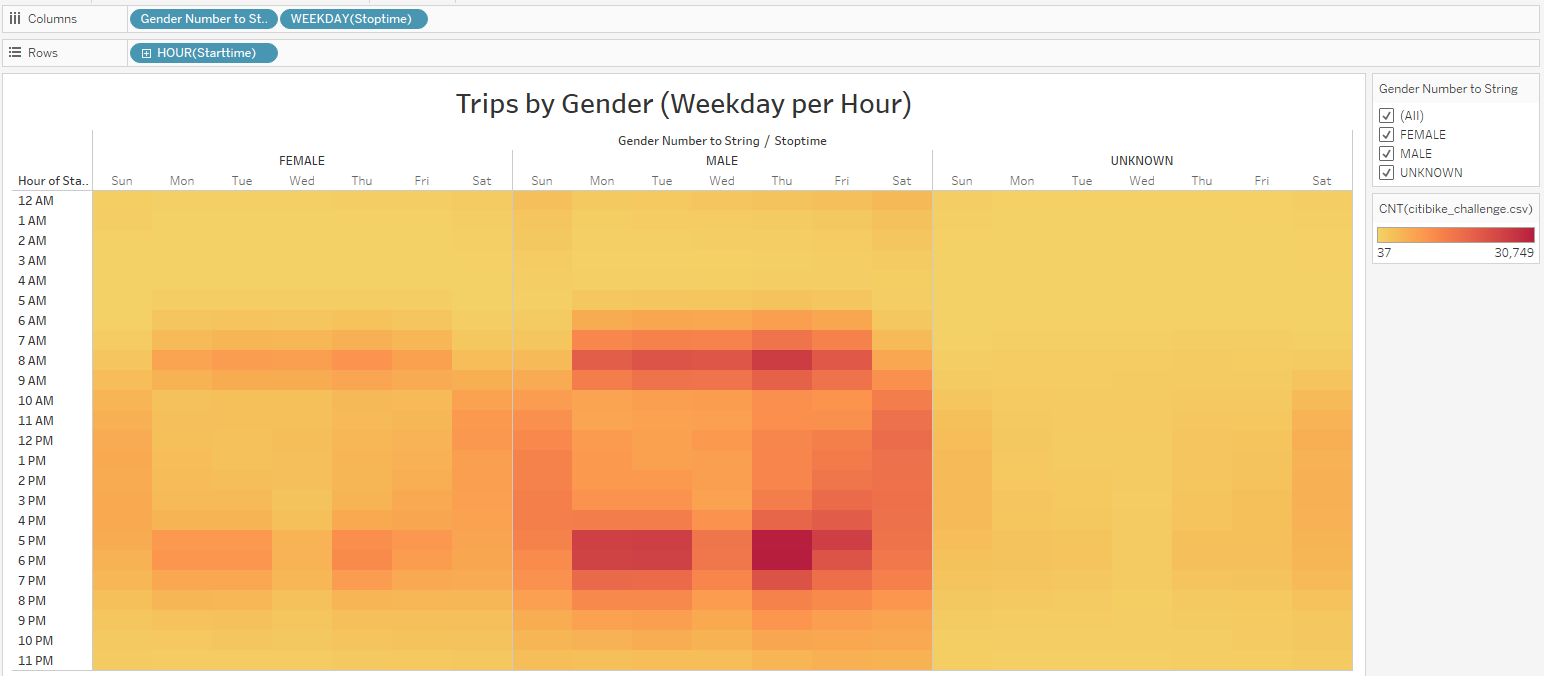 Columns Gender Number to St.. WEEKDAY(Stoptime)
Rows HOUR(Starttime)
Trips by Gender (Weekday per Hour)
Gender Number to String / Stoptime
FEMALE MALE UNKNOWN
Hour of Sta.. Sun Mon Tue Wed Thu Fri Sat Sun Mon Tue Wed Thu Fri Sat Sun Mon Tue Wed Thu Fri Sat
12 AM
1 AM
2 AM
3 AM
4 AM
5 AM
6 AM
7 AM
8 AM
9 AM
10 AM
11 AM
12 PM
1 PM
2 PM
3 PM
4 PM
5 PM
6 PM
7 PM
8 PM
9 PM
10 PM
11 PM
Gender Number to String
(All)
FEMALE
MALE
UNKNOWN
CNT(citibike_challenge.csv)
37 30,749